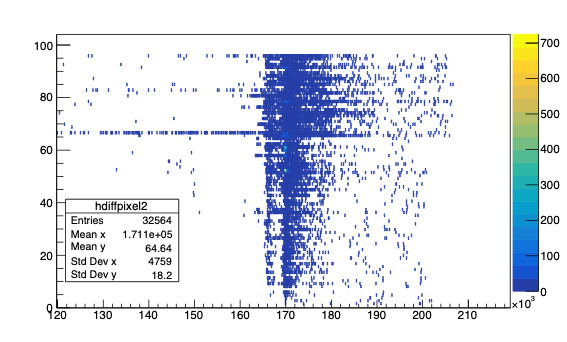 100
80
60
40
20
0
hdiffpixel2
Entries 32564
Mean x 1.711e+05
Mean y 64.64
Std Dev x 4759
Std Dev y 18.2
120 130 140 150 160 170 180 190 200 210
×10³
700
600
500
400
300
200
100
0